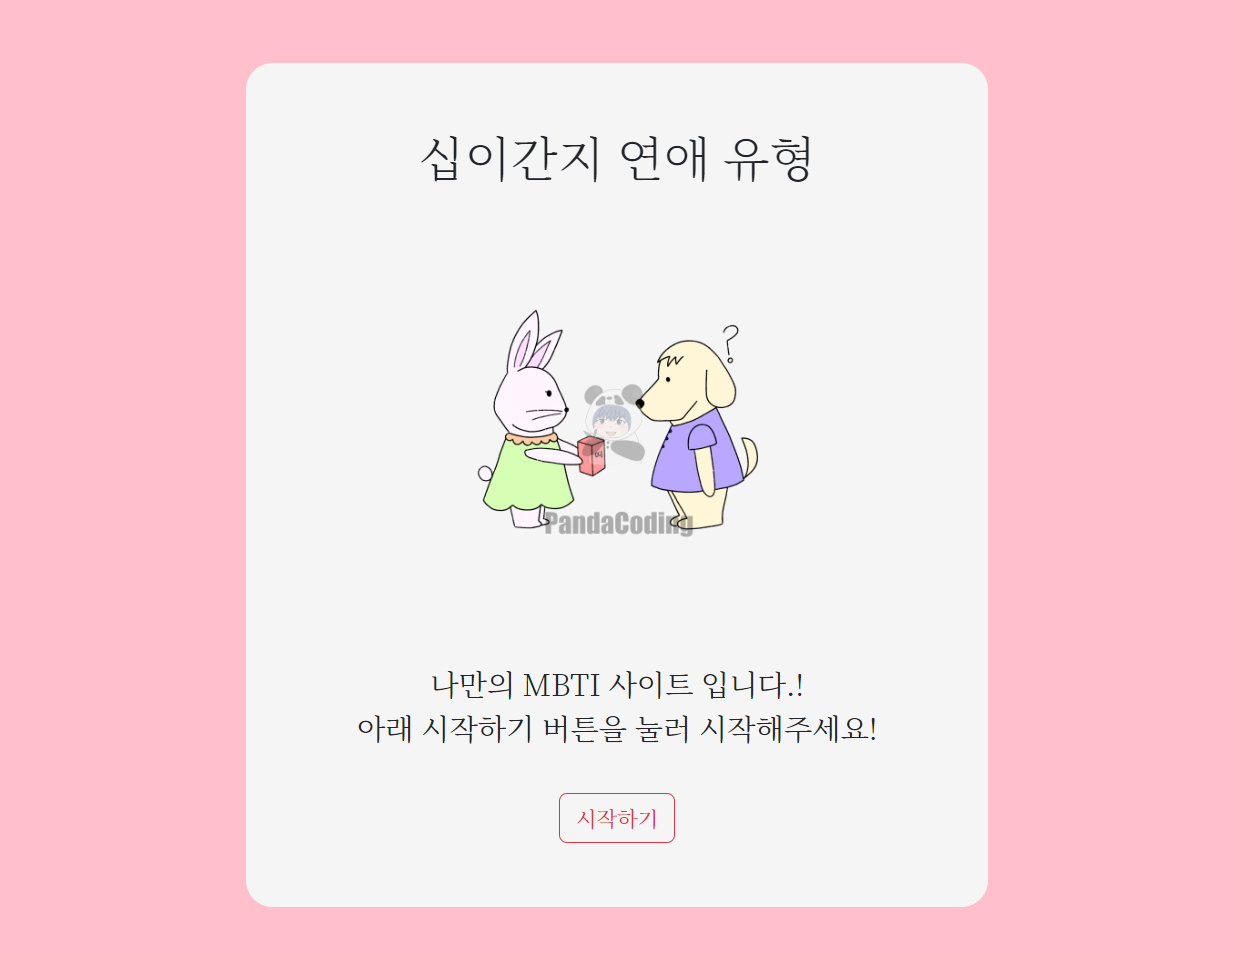 십이간지 연애 유형
?
PandaCoding
나만의 MBTI 사이트 입니다.!
아래 시작하기 버튼을 눌러 시작해주세요!
시작하기